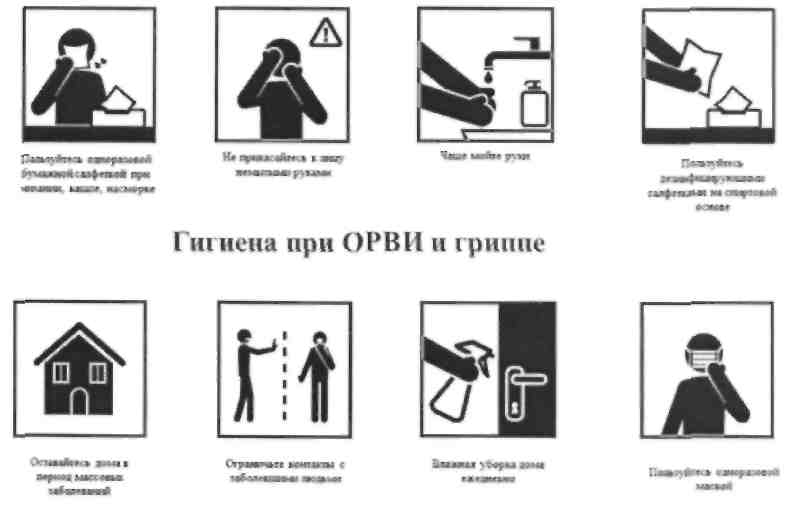 Пользуйтесь одноразовой
бумажной салфеткой при
чихании, кашле, насморке
Не прикасайтесь к лицу
немытыми руками
Чаще мойте руки
Пользуйтесь
дезинфицирующими
салфетками на спиртовой
основе
Гигиена при ОРВИ и гриппе
Оставайтесь дома в
период массовых
заболеваний
Ограничьте контакты с
заболевшими людьми
Влажная уборка дома
ежедневно
Пользуйтесь одноразовой
маской